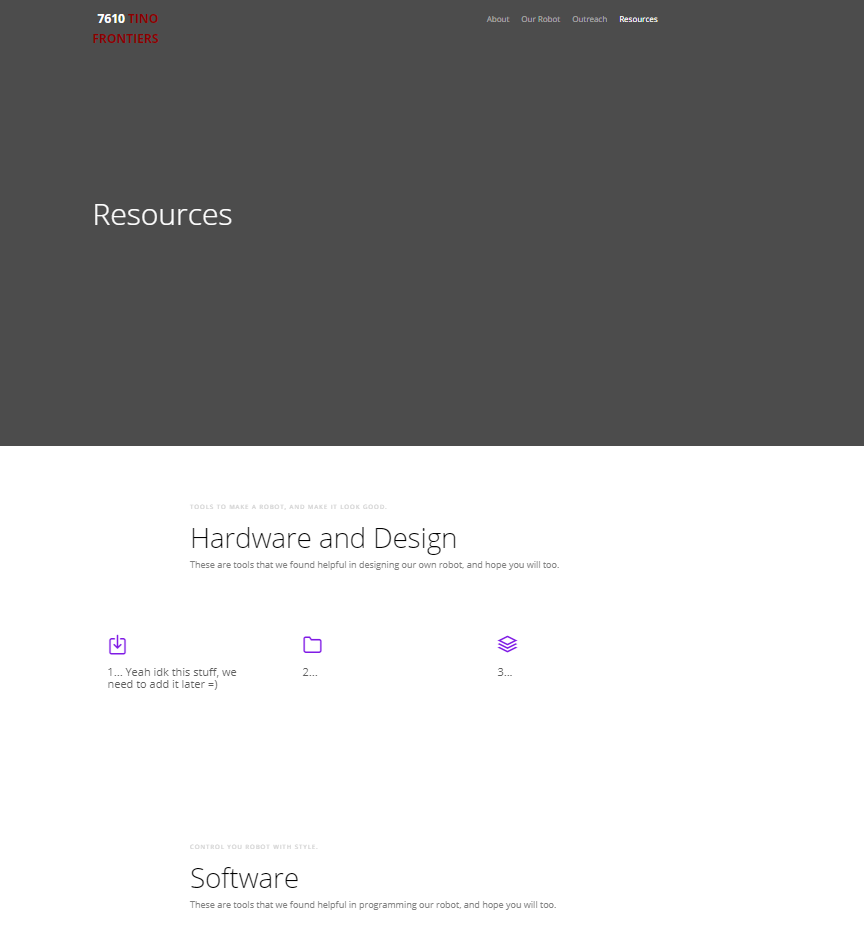 7610 TINO
FRONTIERS
About Our Robot Outreach Resources
Resources
TOOLS TO MAKE A ROBOT, AND MAKE IT LOOK GOOD.
Hardware and Design
These are tools that we found helpful in designing our own robot, and hope you will too.
1... Yeah idk this stuff, we
need to add it later =)
2...
3...
CONTROL YOU ROBOT WITH STYLE.
Software
These are tools that we found helpful in programming our robot, and hope you will too.